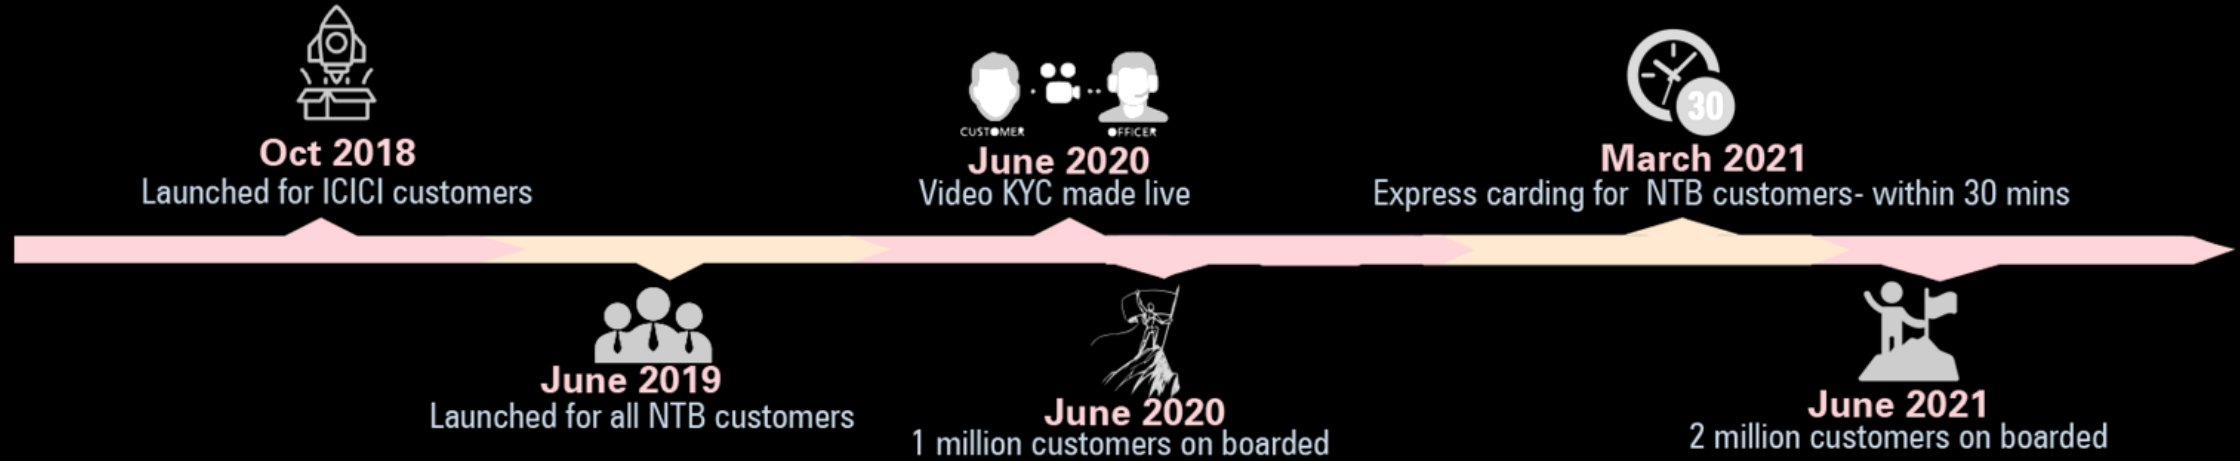 CUSTOMER
OFFICER
30
Oct 2018
Launched for ICICI customers
June 2020
Video KYC made live
March 2021
Express carding for NTB customers- within 30 mins
June 2019
Launched for all NTB customers
June 2020
1 million customers on boarded
June 2021
2 million customers on boarded